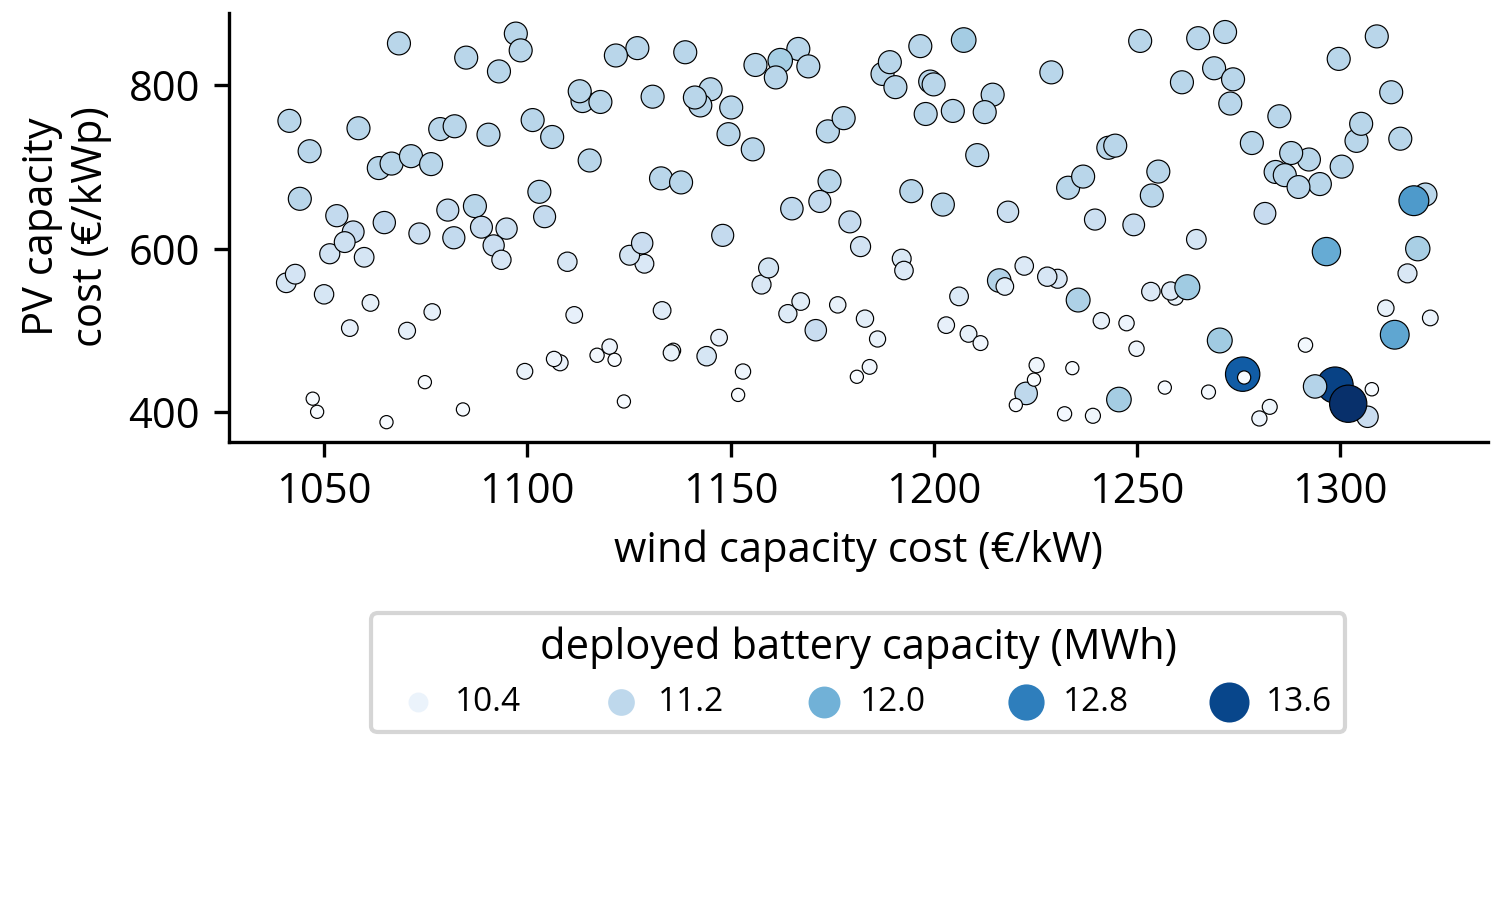 PV capacity
cost (€/kWp)
800
600
400
1050 1100 1150 1200 1250 1300
wind capacity cost (€/kW)
deployed battery capacity (MWh)
10.4 11.2 12.0 12.8 13.6